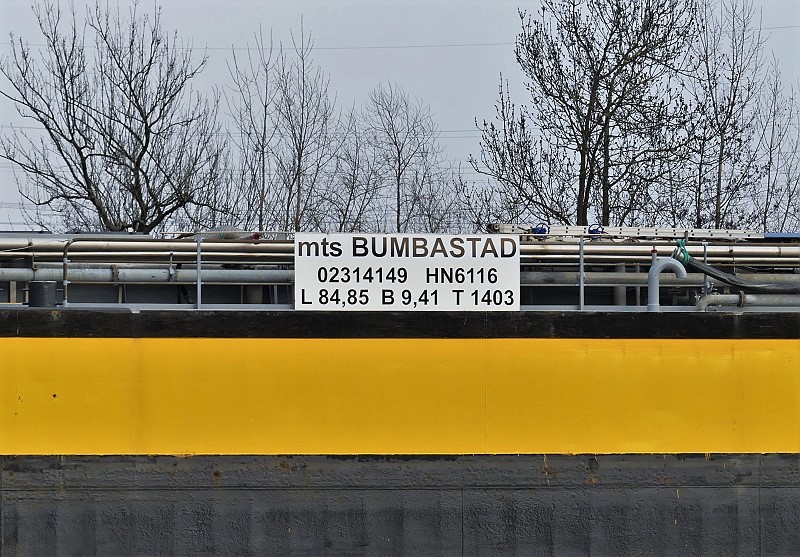 mts BUMBASTAD
02314149 HN6116
L 84,85 B 9,41 T 1403